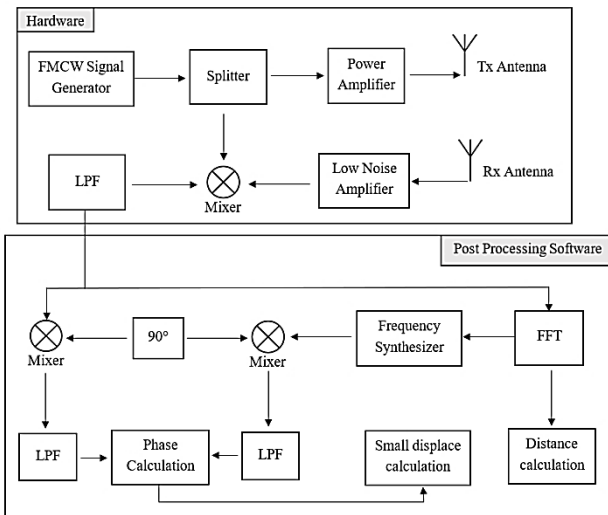 Hardware
FMCW Signal
Generator
Splitter
Power
Amplifier
Tx Antenna
LPF
Mixer
Low Noise
Amplifier
Rx Antenna
Post Processing Software
Mixer
90°
Mixer
Frequency
Synthesizer
FFT
LPF
Phase
Calculation
LPF
Small displace
calculation
Distance
calculation